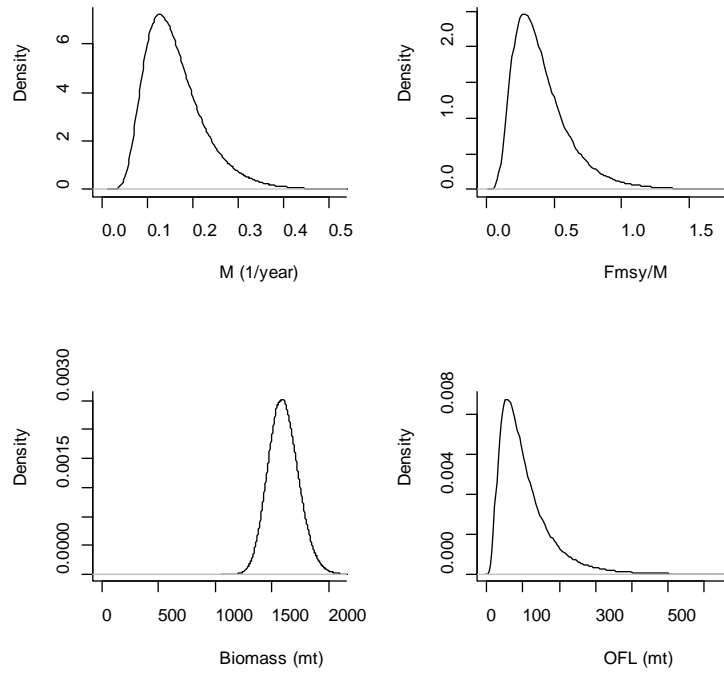 Density
0 2 4 6
0.0 0.1 0.2 0.3 0.4 0.5
M (1/year)
Density
0.0 1.0 2.0
0.0 0.5 1.0 1.5
Fmsy/M
Density
0.0000 0.0015 0.0030
0 500 1000 1500 2000
Biomass (mt)
Density
0.000 0.004 0.008
0 100 300 500
OFL (mt)